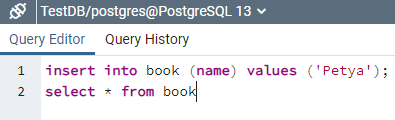 TestDB/postgres@PostgreSQL 13
Query Editor Query History
1 insert into book (name) values ('Petya');
2 select * from book